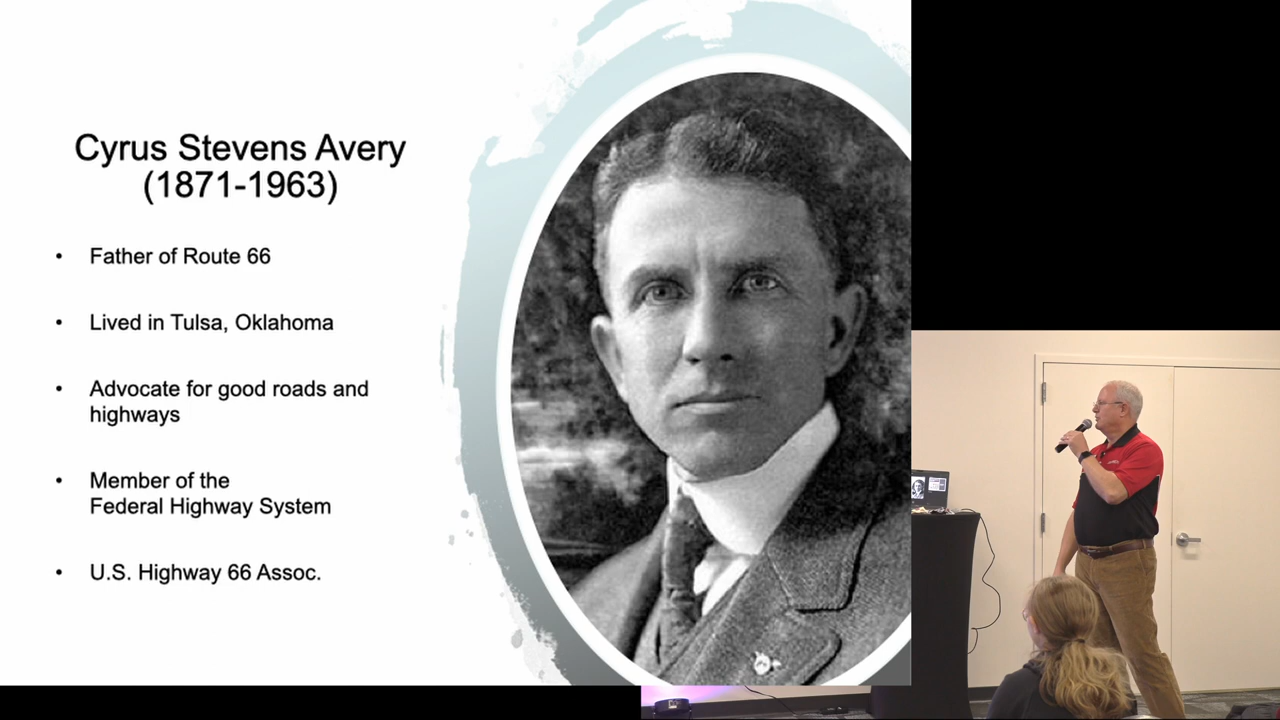 Cyrus Stevens Avery
(1871-1963)
• Father of Route 66
• Lived in Tulsa, Oklahoma
• Advocate for good roads and
highways
• Member of the
Federal Highway System
• U.S. Highway 66 Assoc.